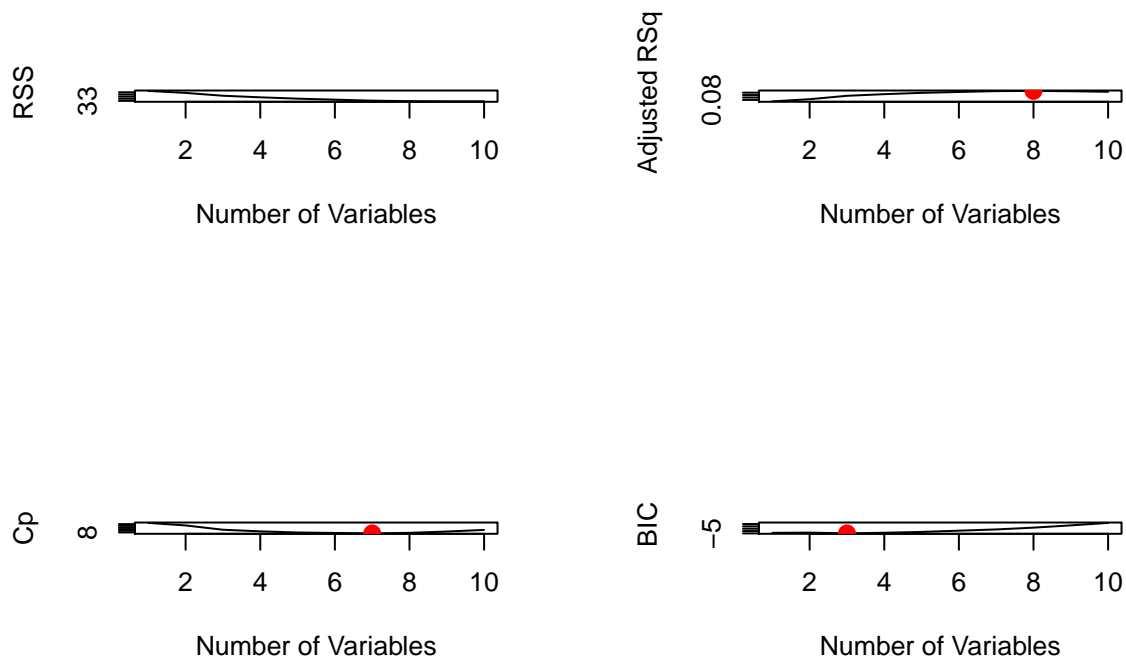 RSS
33
2 4 6 8 10
Number of Variables
Adjusted RSq
0.08
2 4 6 8 10
Number of Variables
Cp
8
2 4 6 8 10
Number of Variables
BIC
−5
2 4 6 8 10
Number of Variables